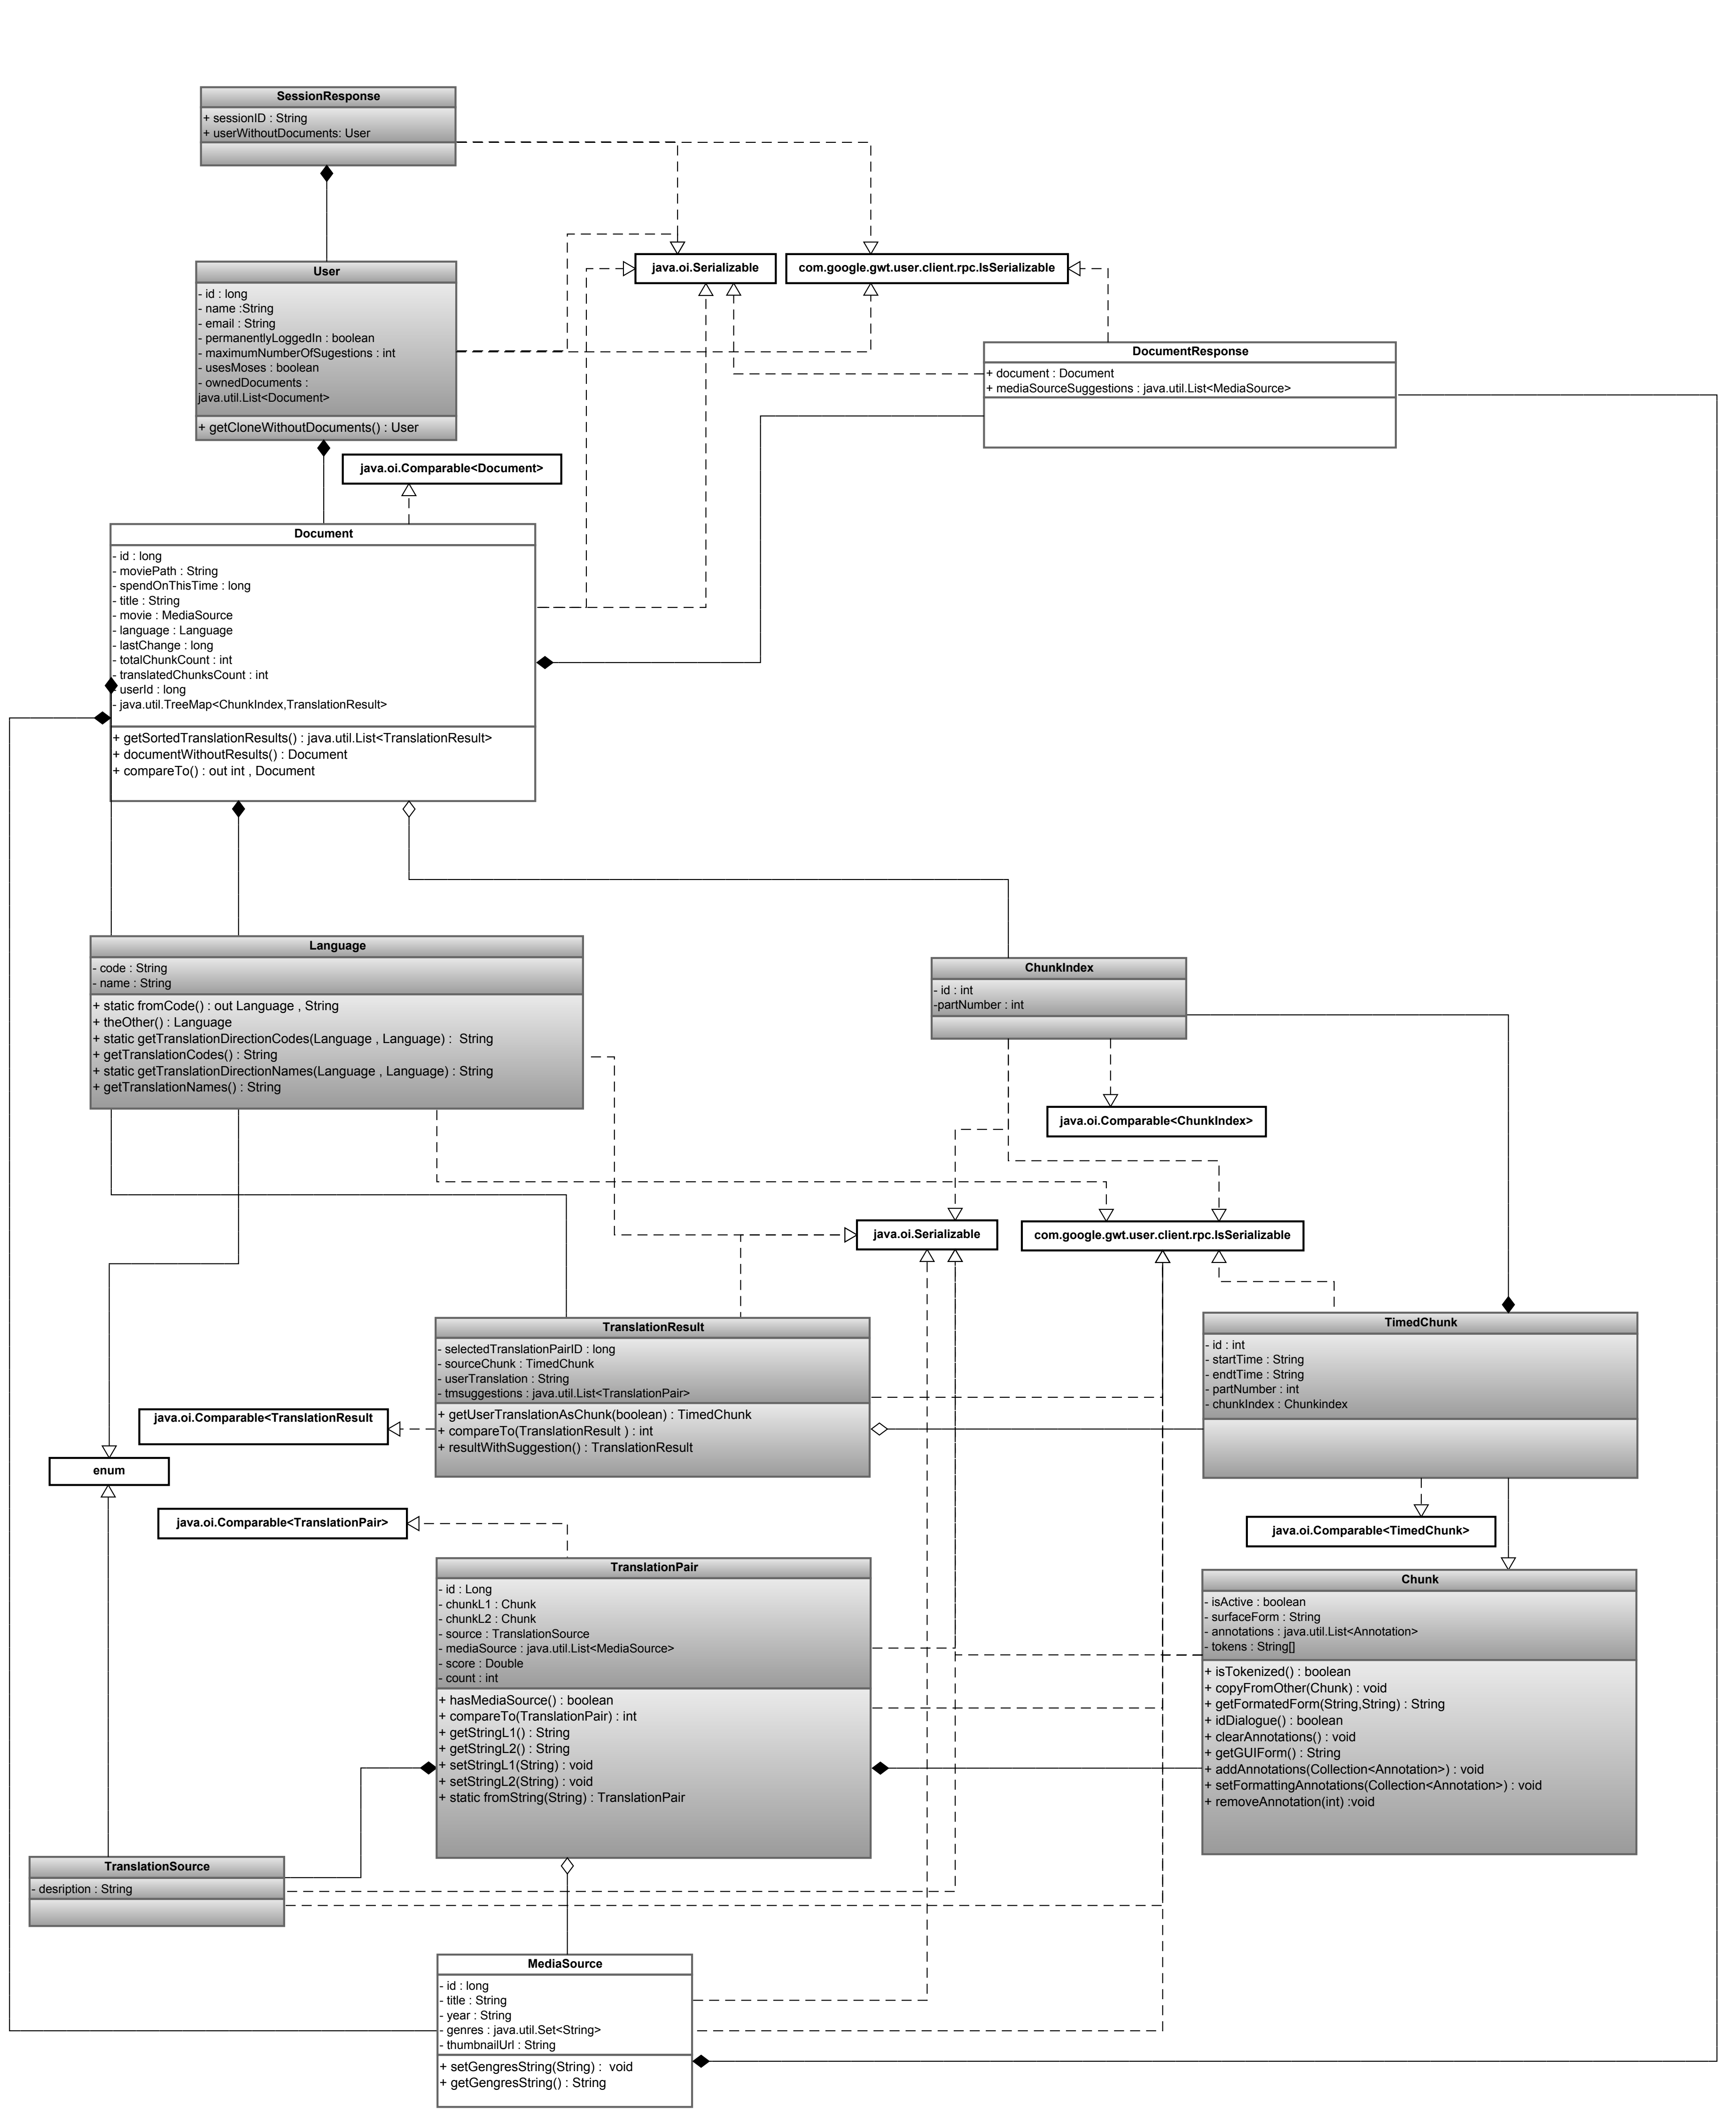 SessionResponse
+ sessionID : String
+ userWithoutDocuments: User
java.oi.Serializable
com.google.gwt.user.client.rpc.IsSerializable
User
- id : long
- name :String
- email : String
- permanentlyLoggedIn : boolean
- maximumNumberOfSugestions : int
- usesMoses : boolean
- ownedDocuments :
java.util.List<Document>
+ getCloneWithoutDocuments() : User
DocumentResponse
+ document : Document
+ mediaSourceSuggestions : java.util.List<MediaSource>
java.oi.Comparable<Document>
Document
- id : long
- moviePath : String
- spendOnThisTime : long
- title : String
- movie : MediaSource
- language : Language
- lastChange : long
- totalChunkCount : int
- translatedChunksCount : int
- userId : long
- java.util.TreeMap<ChunkIndex,TranslationResult>
+ getSortedTranslationResults() : java.util.List<TranslationResult>
+ documentWithoutResults() : Document
+ compareTo() : out int , Document
Language
- code : String
- name : String
+ static fromCode() : out Language , String
+ theOther() : Language
+ static getTranslationDirectionCodes(Language , Language) :  String
+ getTranslationCodes() : String
+ static getTranslationDirectionNames(Language , Language) : String
+ getTranslationNames() : String
ChunkIndex
- id : int
-partNumber : int
java.oi.Comparable<ChunkIndex>
java.oi.Serializable
com.google.gwt.user.client.rpc.IsSerializable
TranslationResult
- selectedTranslationPairID : long
- sourceChunk : TimedChunk
- userTranslation : String
- tmsuggestions : java.util.List<TranslationPair>
+ getUserTranslationAsChunk(boolean) : TimedChunk
+ compareTo(TranslationResult ) : int
+ resultWithSuggestion() : TranslationResult
TimedChunk
- id : int
- startTime : String
- endtTime : String
- partNumber : int
- chunkIndex : Chunkindex
java.oi.Comparable<TranslationResult
enum
java.oi.Comparable<TranslationPair>
java.oi.Comparable<TimedChunk>
TranslationPair
- id : Long
- chunkL1 : Chunk
- chunkL2 : Chunk
- source : TranslationSource
- mediaSource : java.util.List<MediaSource>
- score : Double
- count : int
+ hasMediaSource() : boolean
+ compareTo(TranslationPair) : int
+ getStringL1() : String
+ getStringL2() : String
+ setStringL1(String) : void
+ setStringL2(String) : void
+ static fromString(String) : TranslationPair
Chunk
- isActive : boolean
- surfaceForm : String
- annotations : java.util.List<Annotation>
- tokens : String[]
+ isTokenized() : boolean
+ copyFromOther(Chunk) : void
+ getFormatedForm(String,String) : String
+ idDialogue() : boolean
+ clearAnnotations() : void
+ getGUIForm() : String
+ addAnnotations(Collection<Annotation>) : void
+ setFormattingAnnotations(Collection<Annotation>) : void
+ removeAnnotation(int) :void
TranslationSource
- desription : String
MediaSource
- id : long
- title : String
- year : String
- genres : java.util.Set<String>
- thumbnailUrl : String
+ setGengresString(String) :  void
+ getGengresString() : String